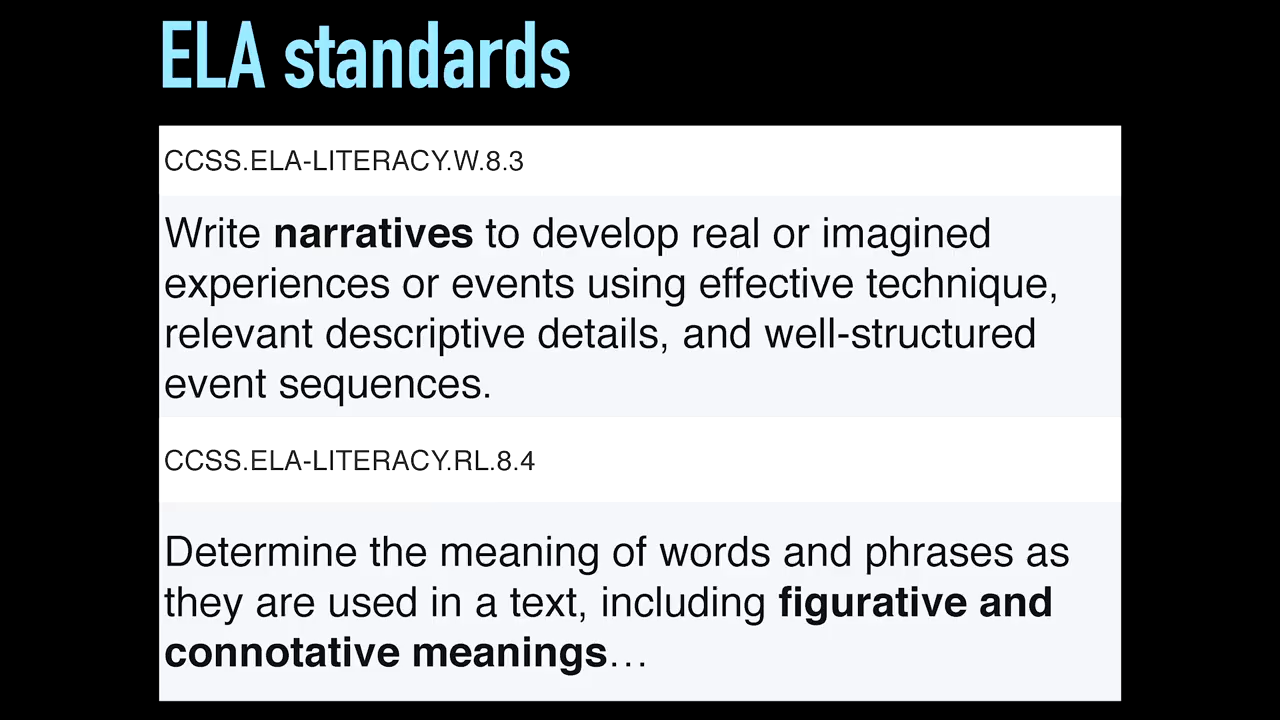 ELA standards
CCSS.ELA-LITERACY.W.8.3
Write narratives to develop real or imagined
experiences or events using effective technique,
relevant descriptive details, and well-structured
event sequences.
CCSS.ELA-LITERACY.RL.8.4
Determine the meaning of words and phrases as
they are used in a text, including figurative and
connotative meanings…